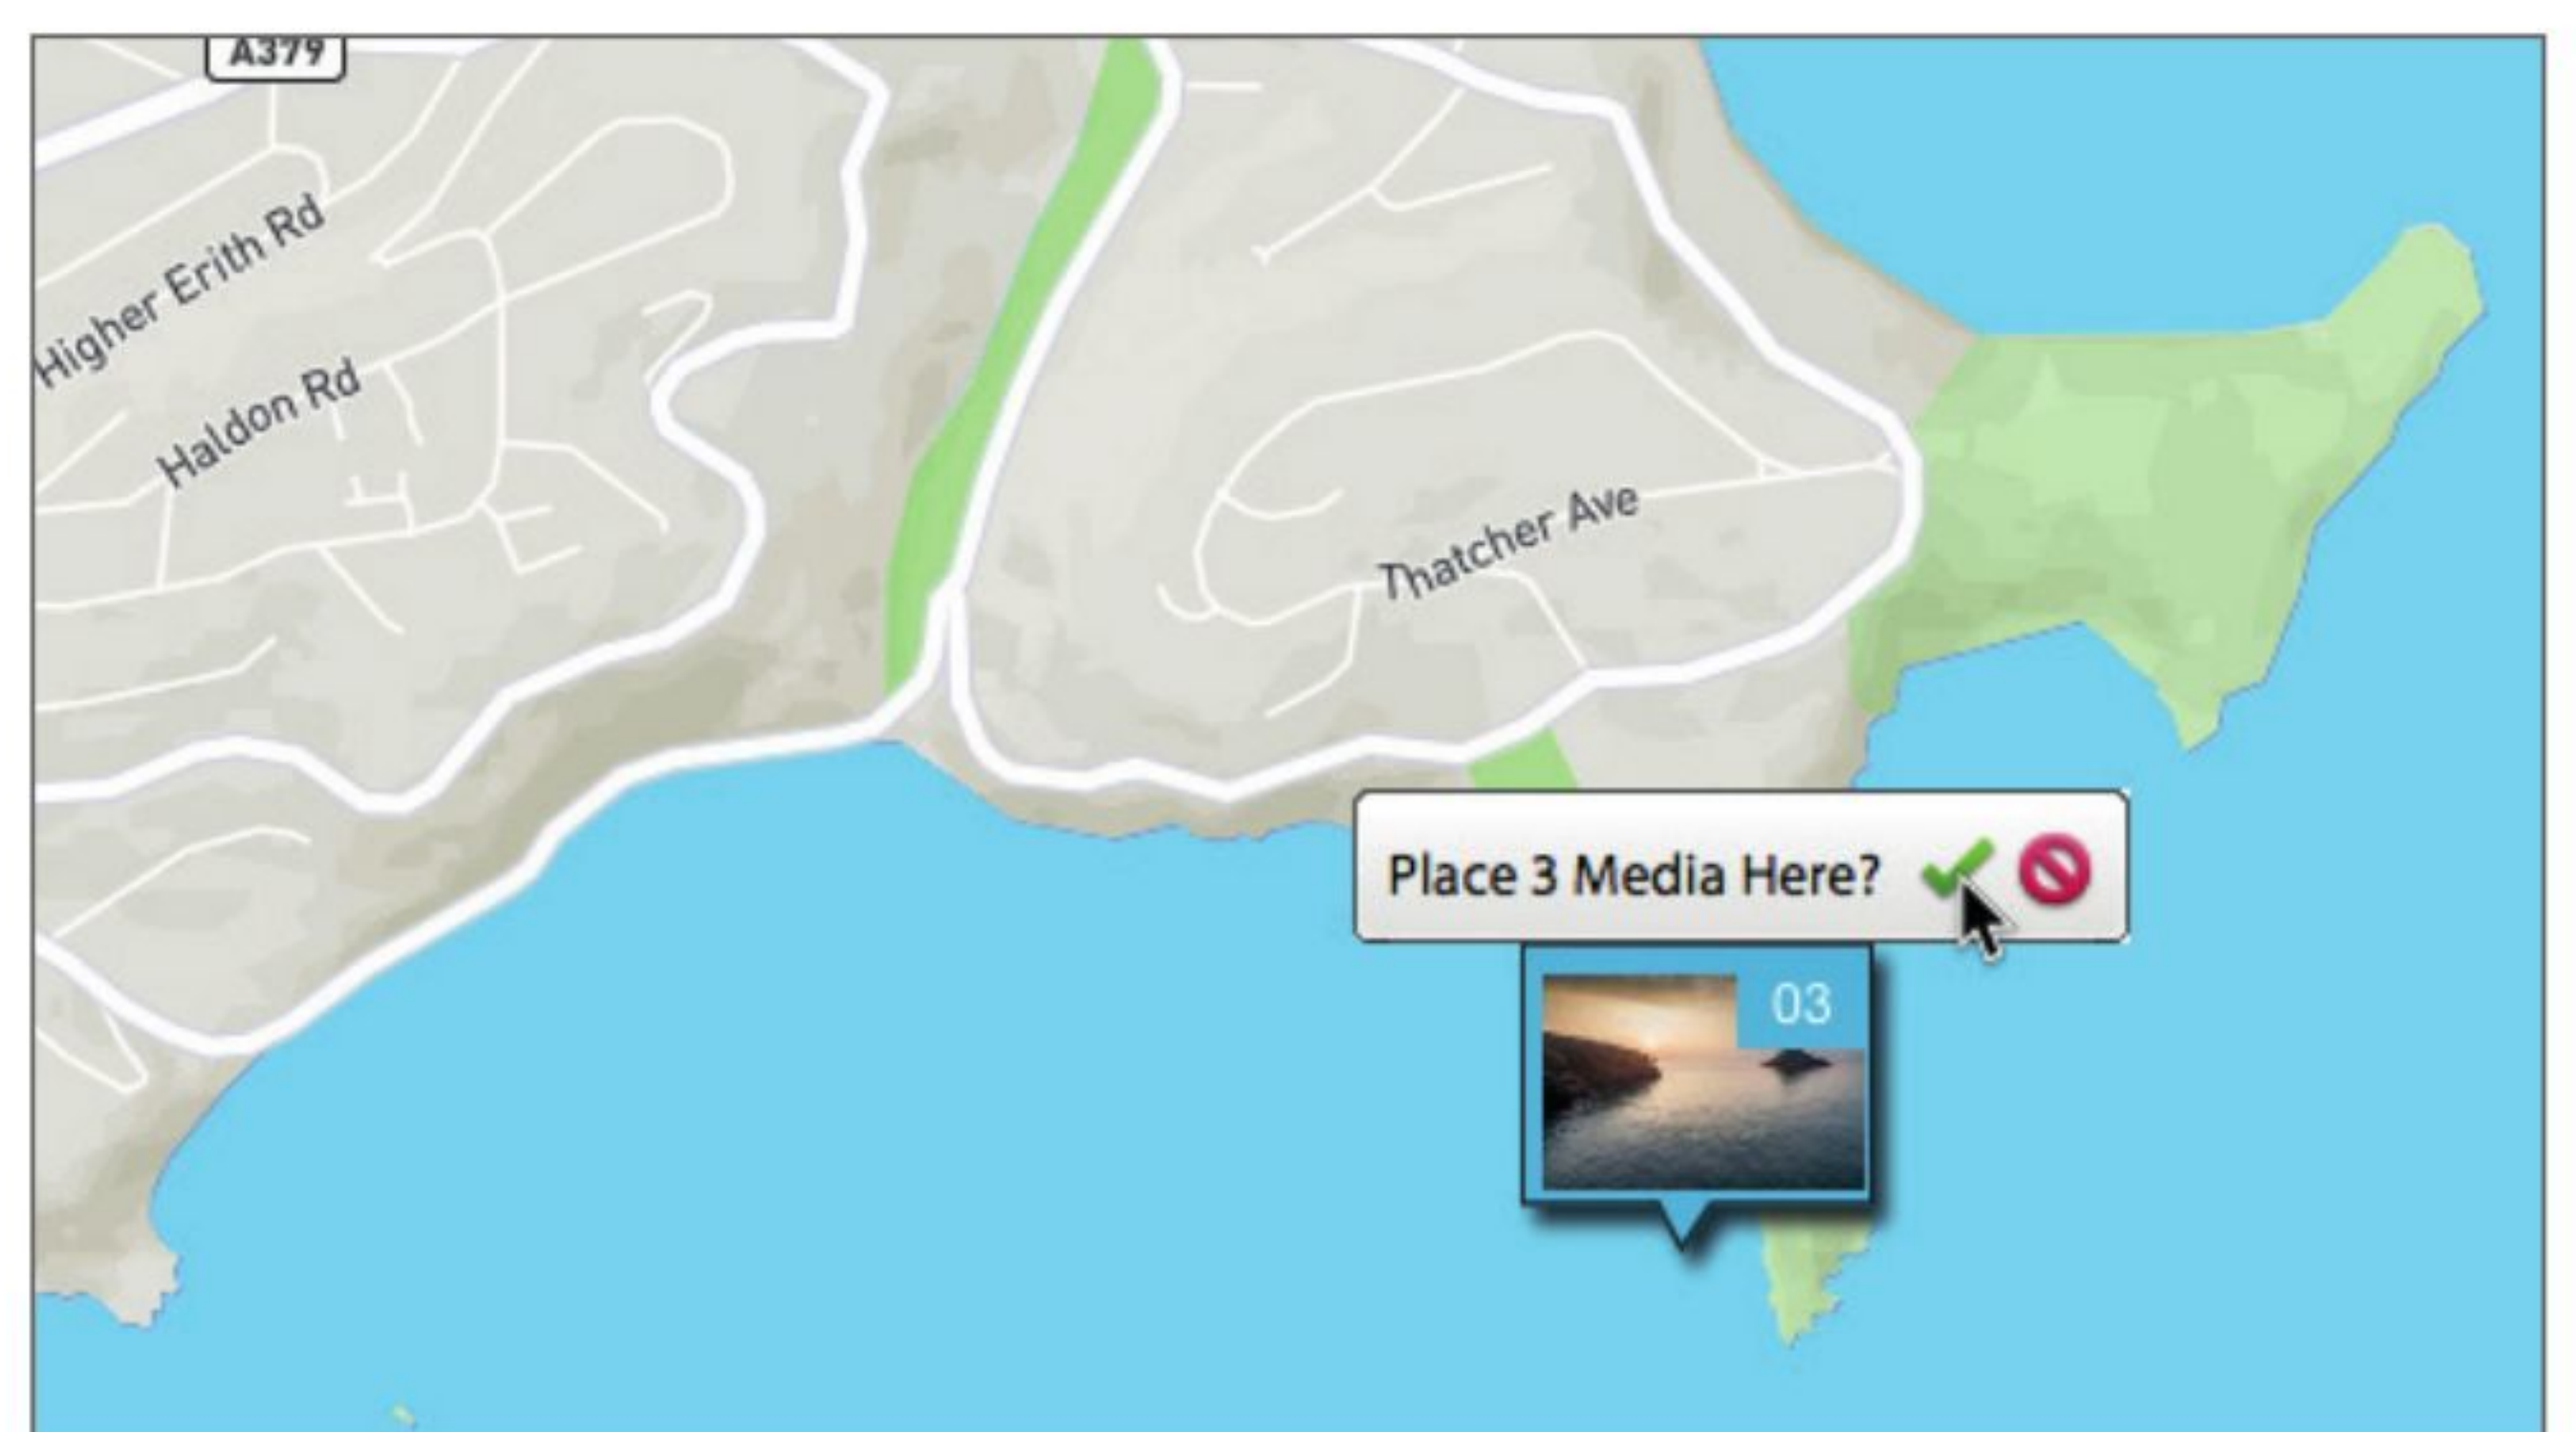 A379
Higher Erith Rd
Haldon Rd
Thatcher Ave
Place 3 Media Here?
03